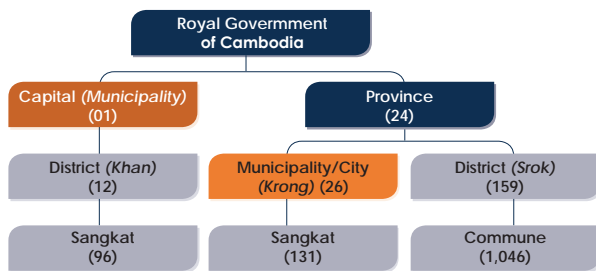 Royal Government
of Cambodia
Capital (Municipality)
(01)
Province
(24)
District (Khan)
(12)
Municipality/City
(Krong) (26)
District (Srok)
(159)
Sangkat
(96)
Sangkat
(131)
Commune
(1,046)